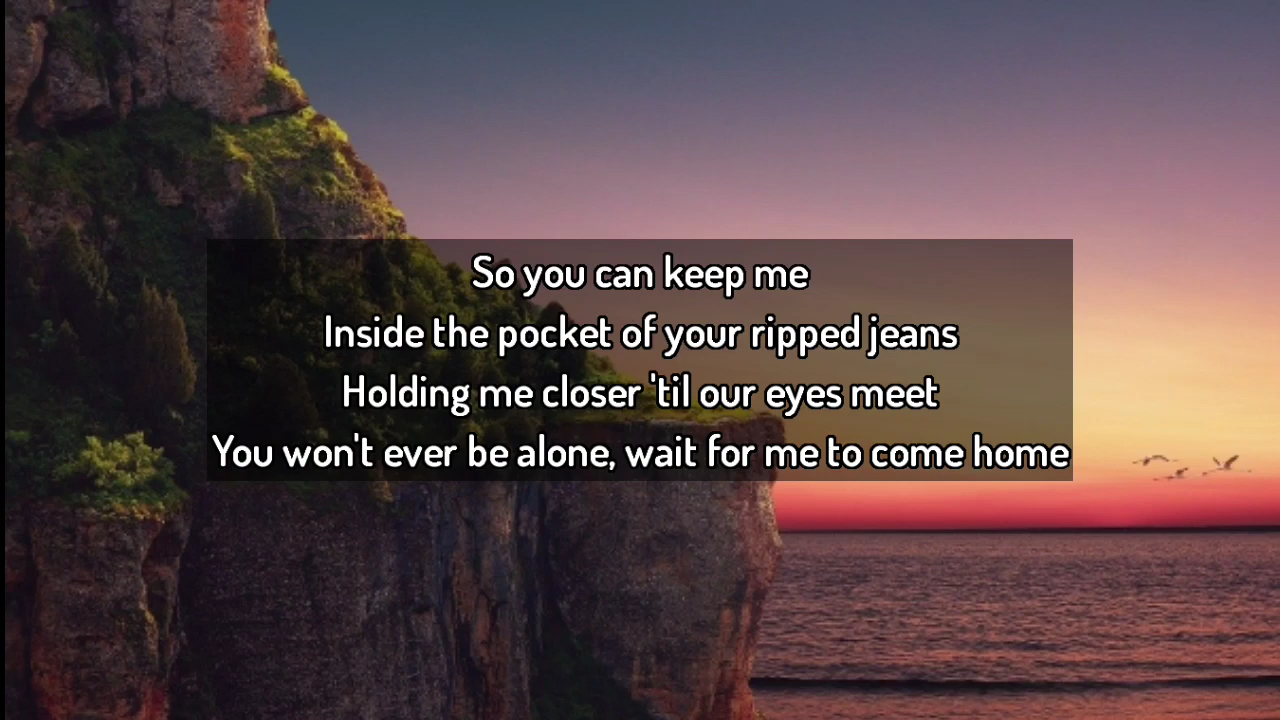 So you can keep me
Inside the pocket of your ripped jeans
Holding me closer 'til our eyes meet
You won't ever be alone, wait for me to come home